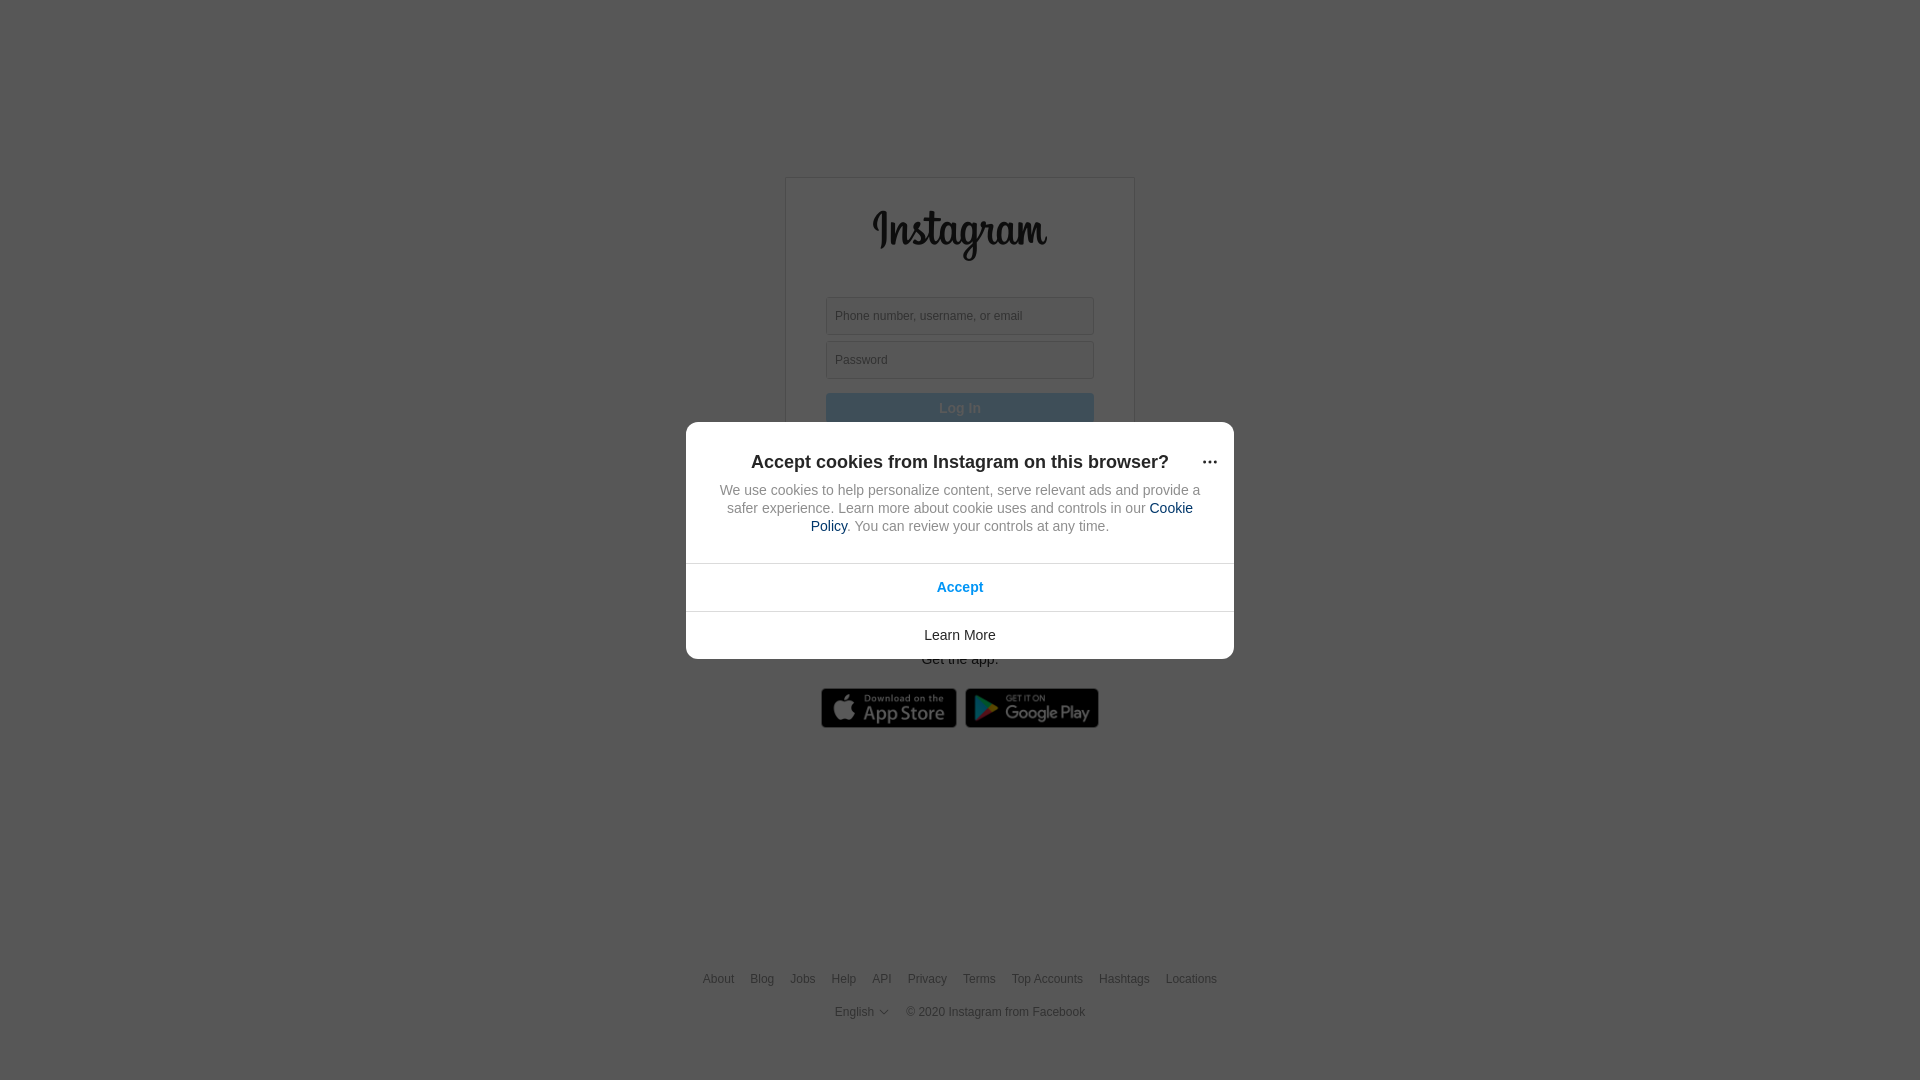 Instagram
Phone number, username, or email
Password
Log In
Accept cookies from Instagram on this browser?
We use cookies to help personalize content, serve relevant ads and provide a
safer experience. Learn more about cookie uses and controls in our Cookie
Policy. You can review your controls at any time.
Accept
Learn More
Get the app.
Download on the
App Store
GET IT ON
Google Play
About Blog Jobs Help API Privacy Terms Top Accounts Hashtags Locations
English © 2020 Instagram from Facebook